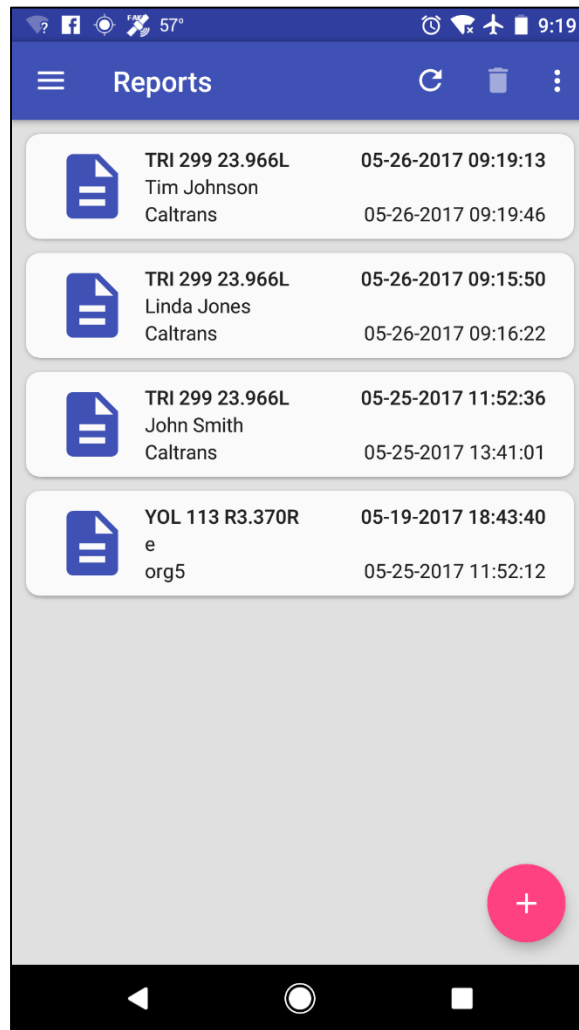 ? FAKE 57° 9:19
Reports
TRI 299 23.966L 05-26-2017 09:19:13
Tim Johnson
Caltrans 05-26-2017 09:19:46
TRI 299 23.966L 05-26-2017 09:15:50
Linda Jones
Caltrans 05-26-2017 09:16:22
TRI 299 23.966L 05-25-2017 11:52:36
John Smith
Caltrans 05-25-2017 13:41:01
YOL 113 R3.370R 05-19-2017 18:43:40
e
org5 05-25-2017 11:52:12